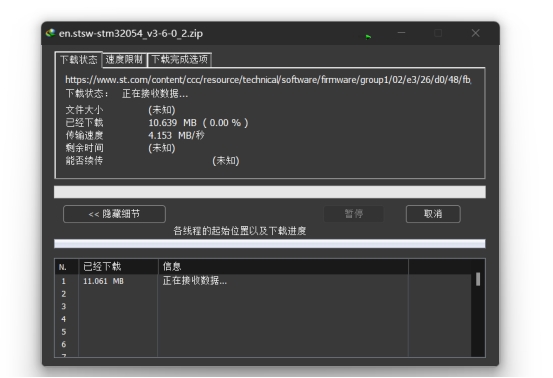 en.stsw-stm32054_v3-6-0_2.zip
下载状态 速度限制 下载完成选项
https://www.st.com/content/ccc/resource/technical/software/firmware/group1/02/e3/26/d0/48/fb,
下载状态： 正在接收数据...
文件大小 (未知)
已经下载 10.639 MB ( 0.00 % )
传输速度 4.153 MB/秒
剩余时间 (未知)
能否续传 (未知)
<< 隐藏细节 暂停 取消
各线程的起始位置以及下载进度
N. 已经下载 信息
1 11.061 MB 正在接收数据...
2
3
4
5
6
7